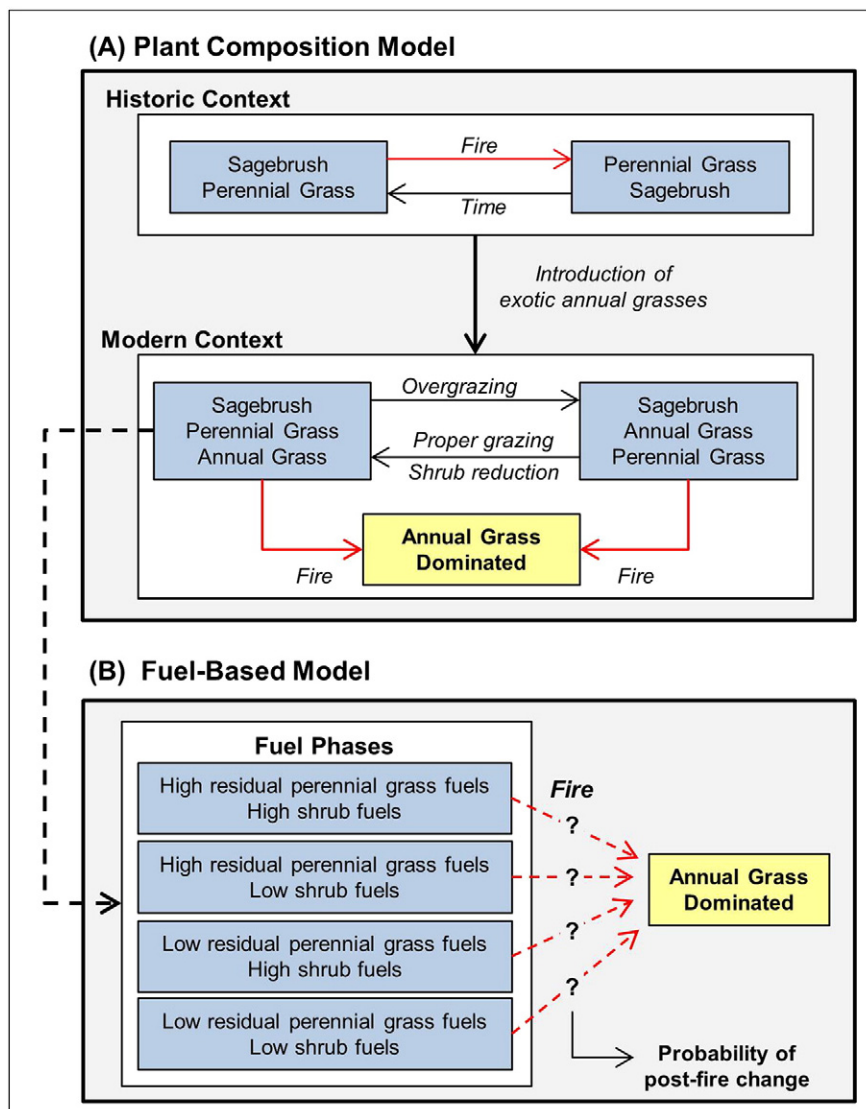 (A) Plant Composition Model
Historic Context
Fire
Sagebrush
Perennial Grass
Perennial Grass
Sagebrush
Time
Introduction of
exotic annual grasses
Modern Context
Overgrazing
Sagebrush
Perennial Grass
Annual Grass
Sagebrush
Annual Grass
Perennial Grass
Proper grazing
Shrub reduction
Annual Grass
Dominated
Fire
Fire
(B) Fuel-Based Model
Fuel Phases
High residual perennial grass fuels
High shrub fuels
Fire
?
High residual perennial grass fuels
Low shrub fuels
?
Annual Grass
Dominated
Low residual perennial grass fuels
High shrub fuels
?
Low residual perennial grass fuels
Low shrub fuels
?
Probability of
post-fire change